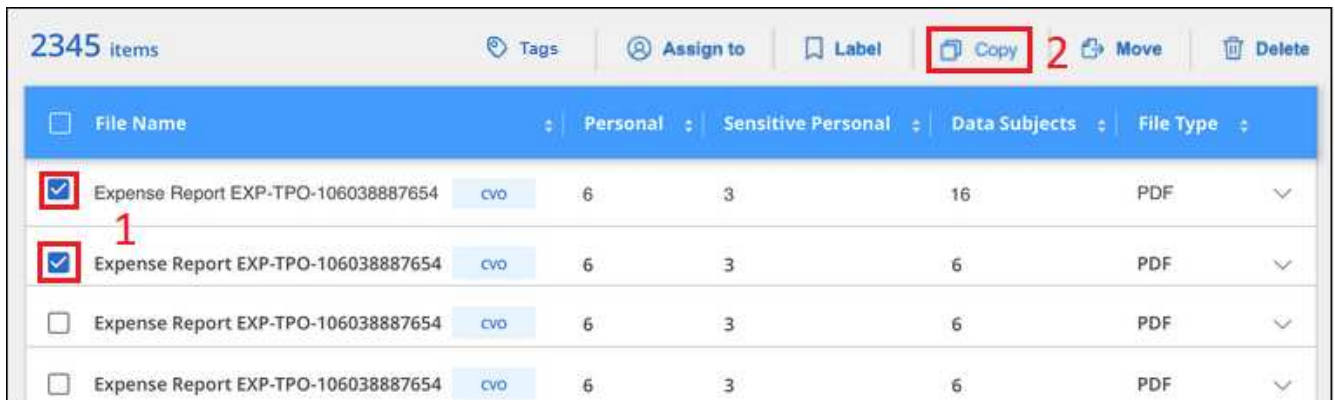 2345 items Tags Assign to Label Copy 2 Move Delete
File Name Personal Sensitive Personal Data Subjects File Type
Expense Report EXP-TPO-106038887654 CVO 6 3 16 PDF
1
Expense Report EXP-TPO-106038887654 CVO 6 3 6 PDF
Expense Report EXP-TPO-106038887654 CVO 6 3 6 PDF
Expense Report EXP-TPO-106038887654 CVO 6 3 6 PDF